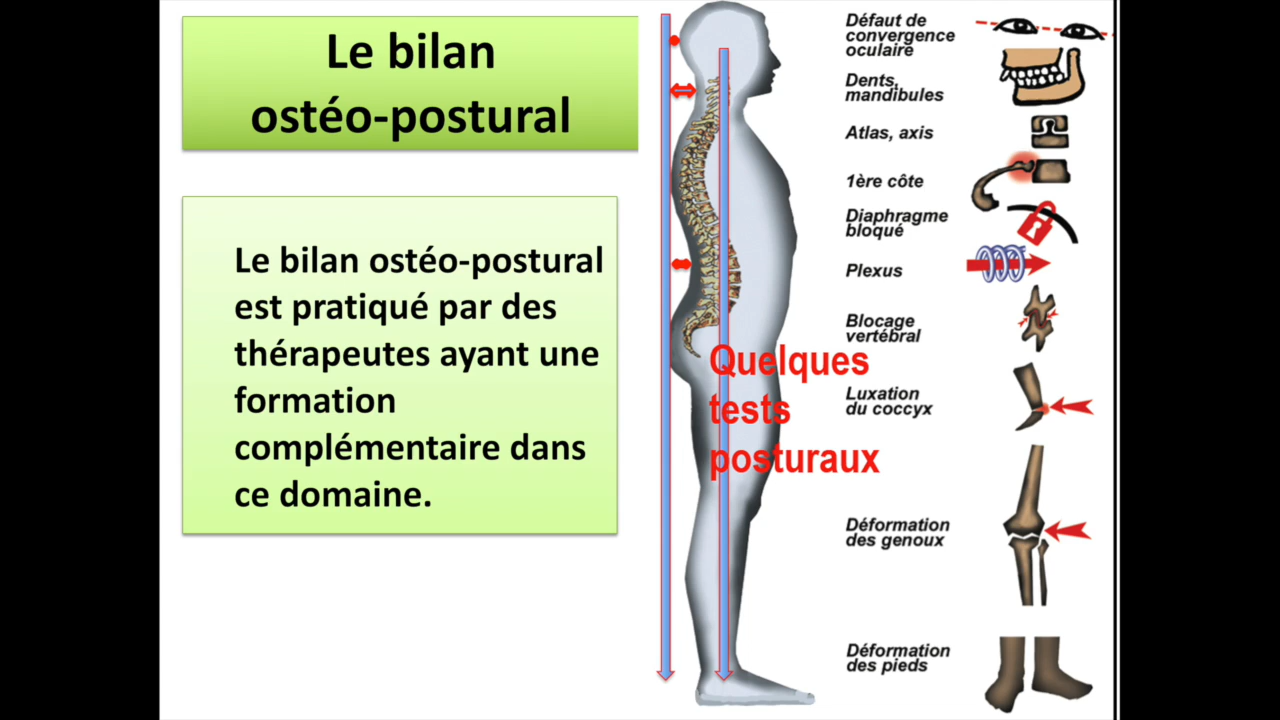 Le bilan
ostéo-postural
Le bilan ostéo-postural
est pratiqué par des
thérapeutes ayant une
formation
complémentaire dans
ce domaine.
Quelques
tests
posturaux
Défaut de
convergence
oculaire
Dents,
mandibules
Atlas, axis
1ère côte
Diaphragme
bloqué
Plexus
Blocage
vertébral
Luxation
du coccyx
Déformation
des genoux
Déformation
des pieds